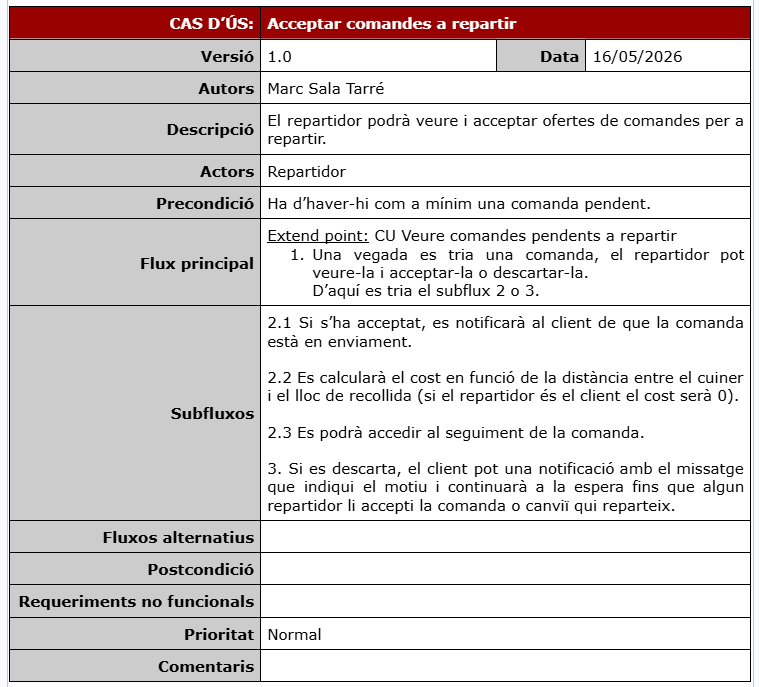 CAS D’ÚS: Acceptar comandes a repartir
Versió 1.0 Data 16/05/2026
Autors Marc Sala Tarré
Descripció El repartidor podrà veure i acceptar ofertes de comandes per a
repartir.
Actors Repartidor
Precondició Ha d’haver-hi com a mínim una comanda pendent.
Flux principal
Extend point: CU Veure comandes pendents a repartir
1. Una vegada es tria una comanda, el repartidor pot
veure-la i acceptar-la o descartar-la.
D’aquí es tria el subflux 2 o 3.
Subfluxos
2.1 Si s’ha acceptat, es notificarà al client de que la comanda
està en enviament.
2.2 Es calcularà el cost en funció de la distància entre el cuiner
i el lloc de recollida (si el repartidor és el client el cost serà 0).
2.3 Es podrà accedir al seguiment de la comanda.
3. Si es descarta, el client pot una notificació amb el missatge
que indiqui el motiu i continuarà a la espera fins que algun
repartidor li accepti la comanda o canviï qui reparteix.
Fluxos alternatius
Postcondició
Requeriments no funcionals
Prioritat Normal
Comentaris